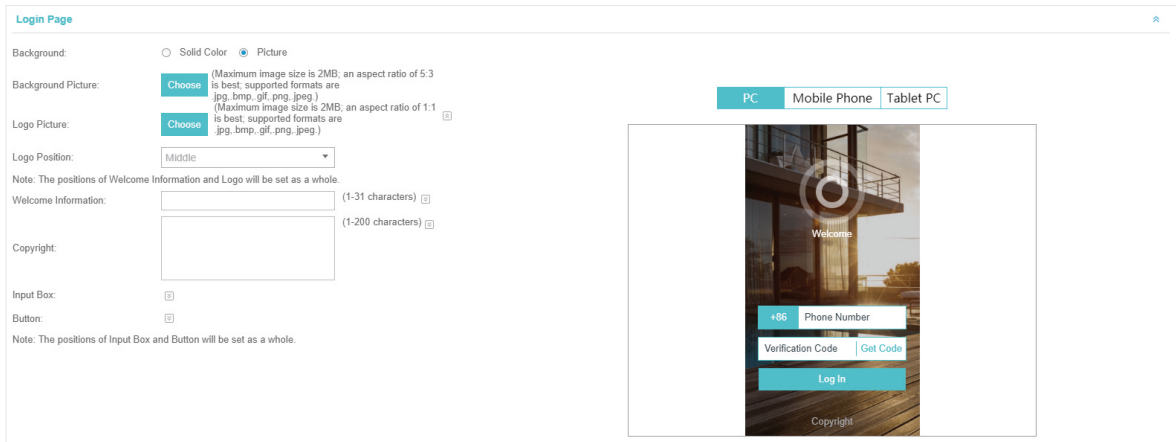 Login Page
Background:
Solid Color
Picture
Background Picture:
Choose
(Maximum image size is 2MB; an aspect ratio of 5:3
is best; supported formats are
.jpg,.bmp,.gif,.png,.jpeg.)
Logo Picture:
Choose
(Maximum image size is 2MB; an aspect ratio of 1:1
is best; supported formats are
.jpg,.bmp,.gif,.png,.jpeg.)
Logo Position:
Middle
Note: The positions of Welcome Information and Logo will be set as a whole.
Welcome Information:
(1-31 characters)
Copyright:
(1-200 characters)
Input Box:
Button:
Note: The positions of Input Box and Button will be set as a whole.
PC
Mobile Phone
Tablet PC
Welcome
+86
Phone Number
Verification Code
Get Code
Log In
Copyright